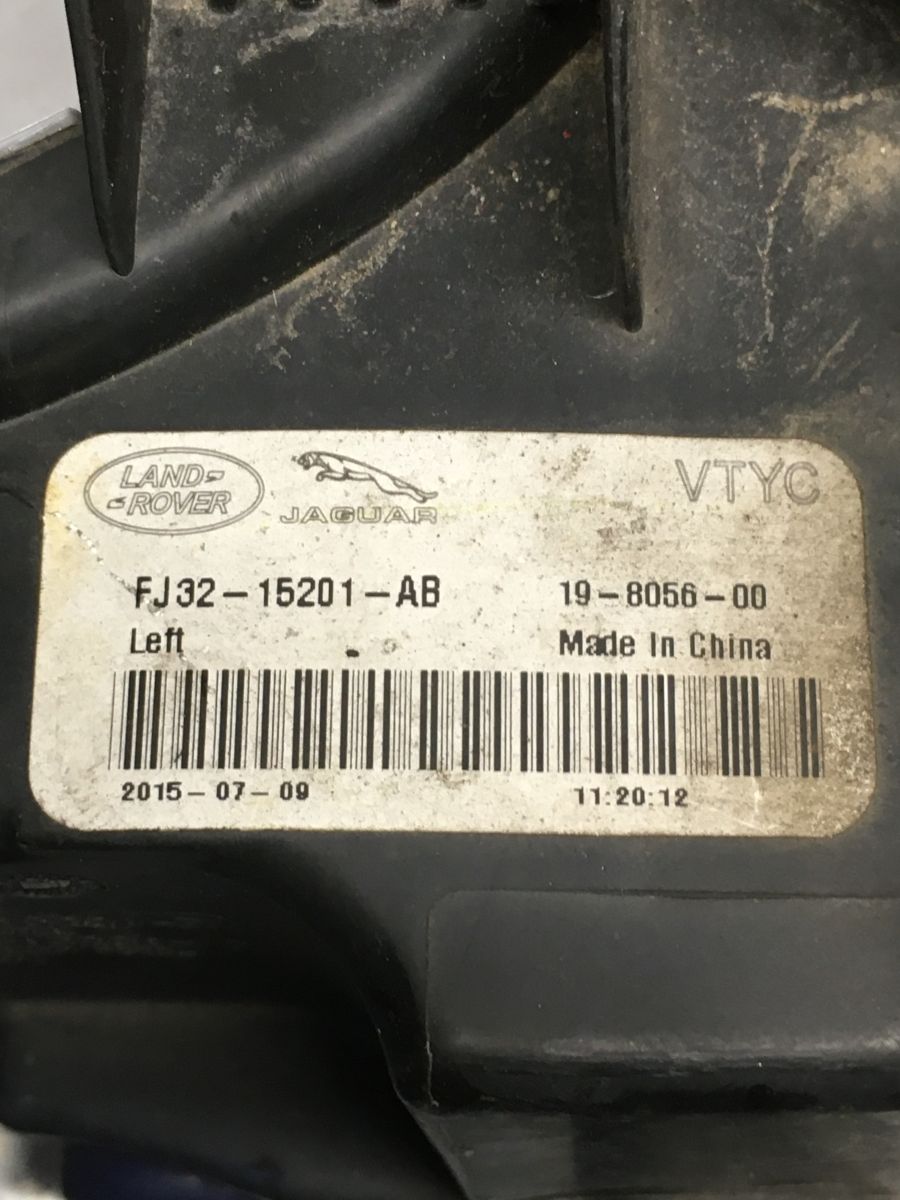 LAND-
-ROVER
JAGUAR
VTYC
FJ32-15201-AB 19-8056-00
Left Made In China
2015-07-09 11:20:12